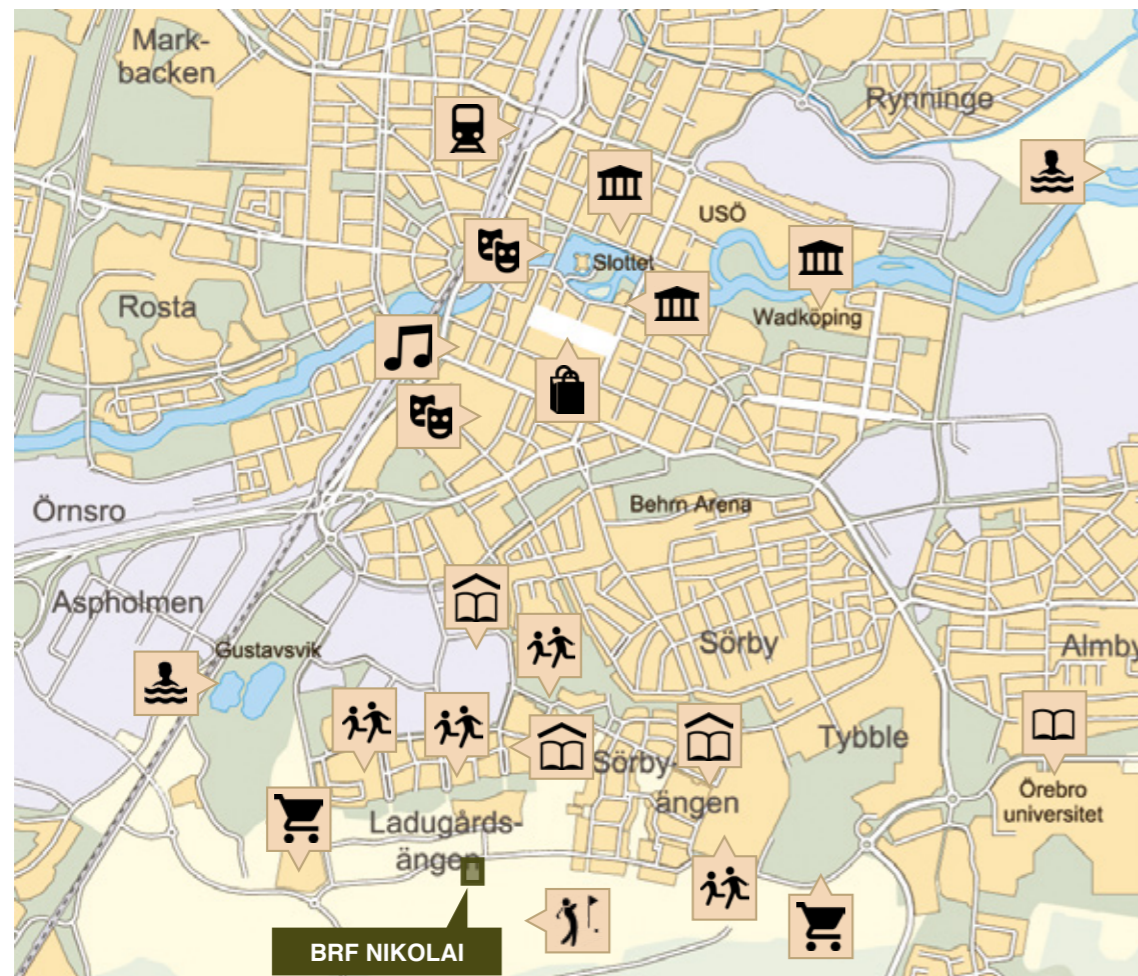 Mark-
backen
Rynninge
USÖ
Slottet
Rosta
Wadköping
Behrn Arena
Örnsro
Aspholmen
Gustavsvik
Sörby
Almby
Tybble
Sörby-
ängen
Örebro
universitet
Ladugårds-
ängen
BRF NIKOLAI